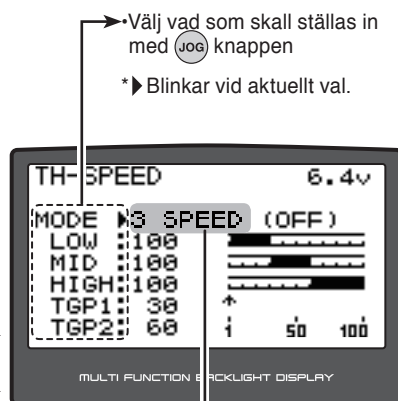 •Välj vad som skall ställas in
med JOG knappen
* Blinkar vid aktuellt val.
TH-SPEED 6.4v
MODE 3 SPEED (OFF)
LOW :100
MID :100
HIGH:100
TGP1: 30
TGP2: 60
1 50 100
MULTI FUNCTION BACKLIGHT DISPLAY